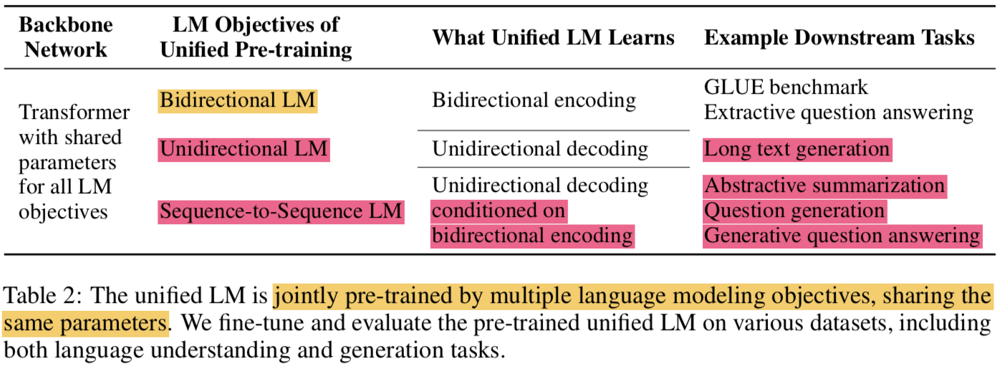 Backbone Network
LM Objectives of Unified Pre-training
What Unified LM Learns
Example Downstream Tasks
Transformer
with shared
parameters
for all LM
objectives
Bidirectional LM
Bidirectional encoding
GLUE benchmark
Extractive question answering
Unidirectional LM
Unidirectional decoding
Long text generation
Sequence-to-Sequence LM
Unidirectional decoding
conditioned on
bidirectional encoding
Abstractive summarization
Question generation
Generative question answering
Table 2: The unified LM is jointly pre-trained by multiple language modeling objectives, sharing the
same parameters. We fine-tune and evaluate the pre-trained unified LM on various datasets, including
both language understanding and generation tasks.